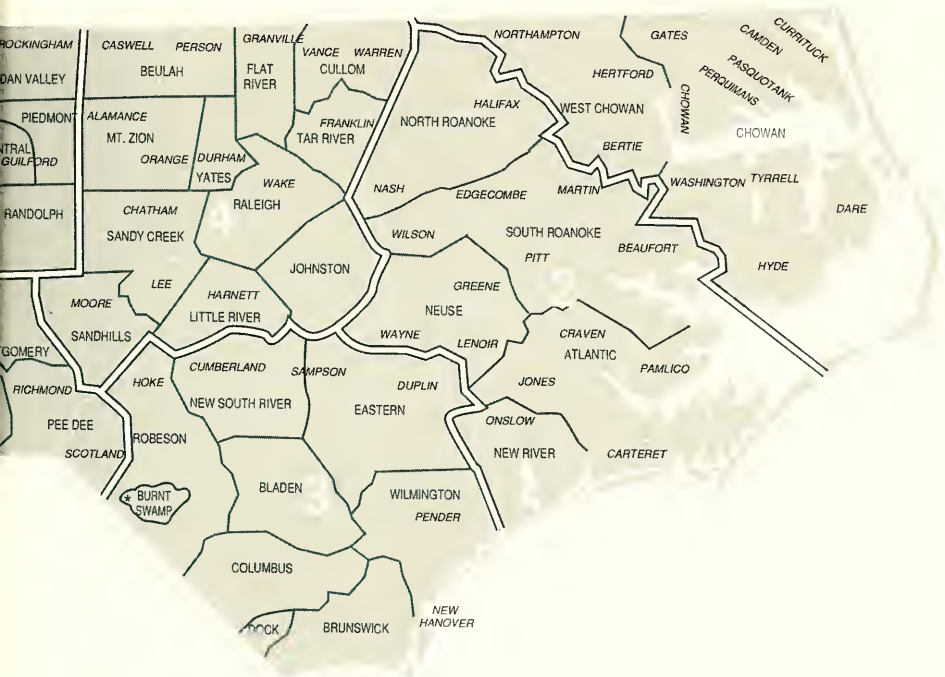 ROCKINGHAM
CASWELL
PERSON
GRANVILLE
VANCE
WARREN
NORTHAMPTON
GATES
CAMDEN
CURRITUCK
DAN VALLEY
BEULAH
FLAT
RIVER
CULLOM
HERTFORD
PASQUOTANK
PERQUIMANS
PIEDMONT
ALAMANCE
MT. ZION
FRANKLIN
TAR RIVER
HALIFAX
NORTH ROANOKE
WEST CHOWAN
CHOWAN
CHOWAN
NTRAL
GUILFORD
ORANGE
DURHAM
YATES
BERTIE
WAKE
RALEIGH
NASH
EDGECOMBE
MARTIN
WASHINGTON
TYRRELL
RANDOLPH
CHATHAM
SANDY CREEK
WILSON
SOUTH ROANOKE
DARE
BEAUFORT
PITT
HYDE
JOHNSTON
LEE
MOORE
HARNETT
LITTLE RIVER
GREENE
NEUSE
SANDHILLS
WAYNE
LENOIR
CRAVEN
ATLANTIC
PAMLICO
TGOMERY
RICHMOND
HOKE
CUMBERLAND
SAMPSON
DUPLIN
JONES
NEW SOUTH RIVER
EASTERN
ONSLOW
PEE DEE
ROBESON
NEW RIVER
CARTERET
SCOTLAND
* BURNT
SWAMP
BLADEN
WILMINGTON
PENDER
COLUMBUS
NEW
HANOVER
DOCK
BRUNSWICK